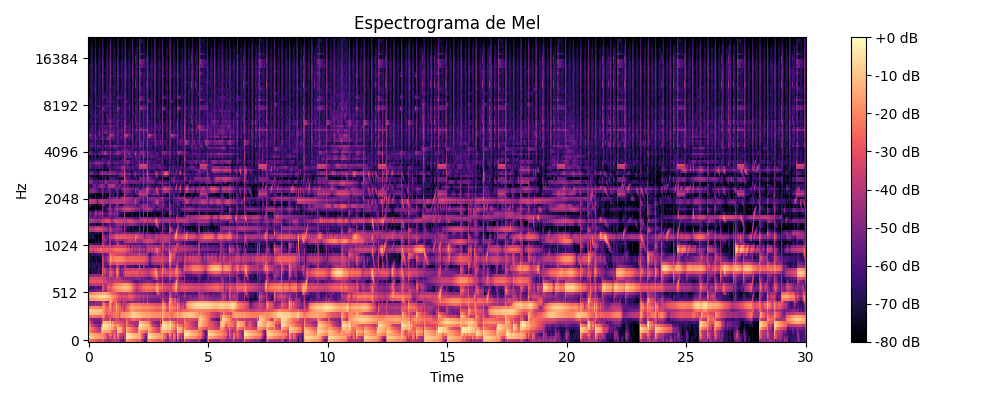 Espectrograma de Mel
Hz
16384
8192
4096
2048
1024
512
0
0 5 10 15 20 25 30
Time
+0 dB
-10 dB
-20 dB
-30 dB
-40 dB
-50 dB
-60 dB
-70 dB
-80 dB